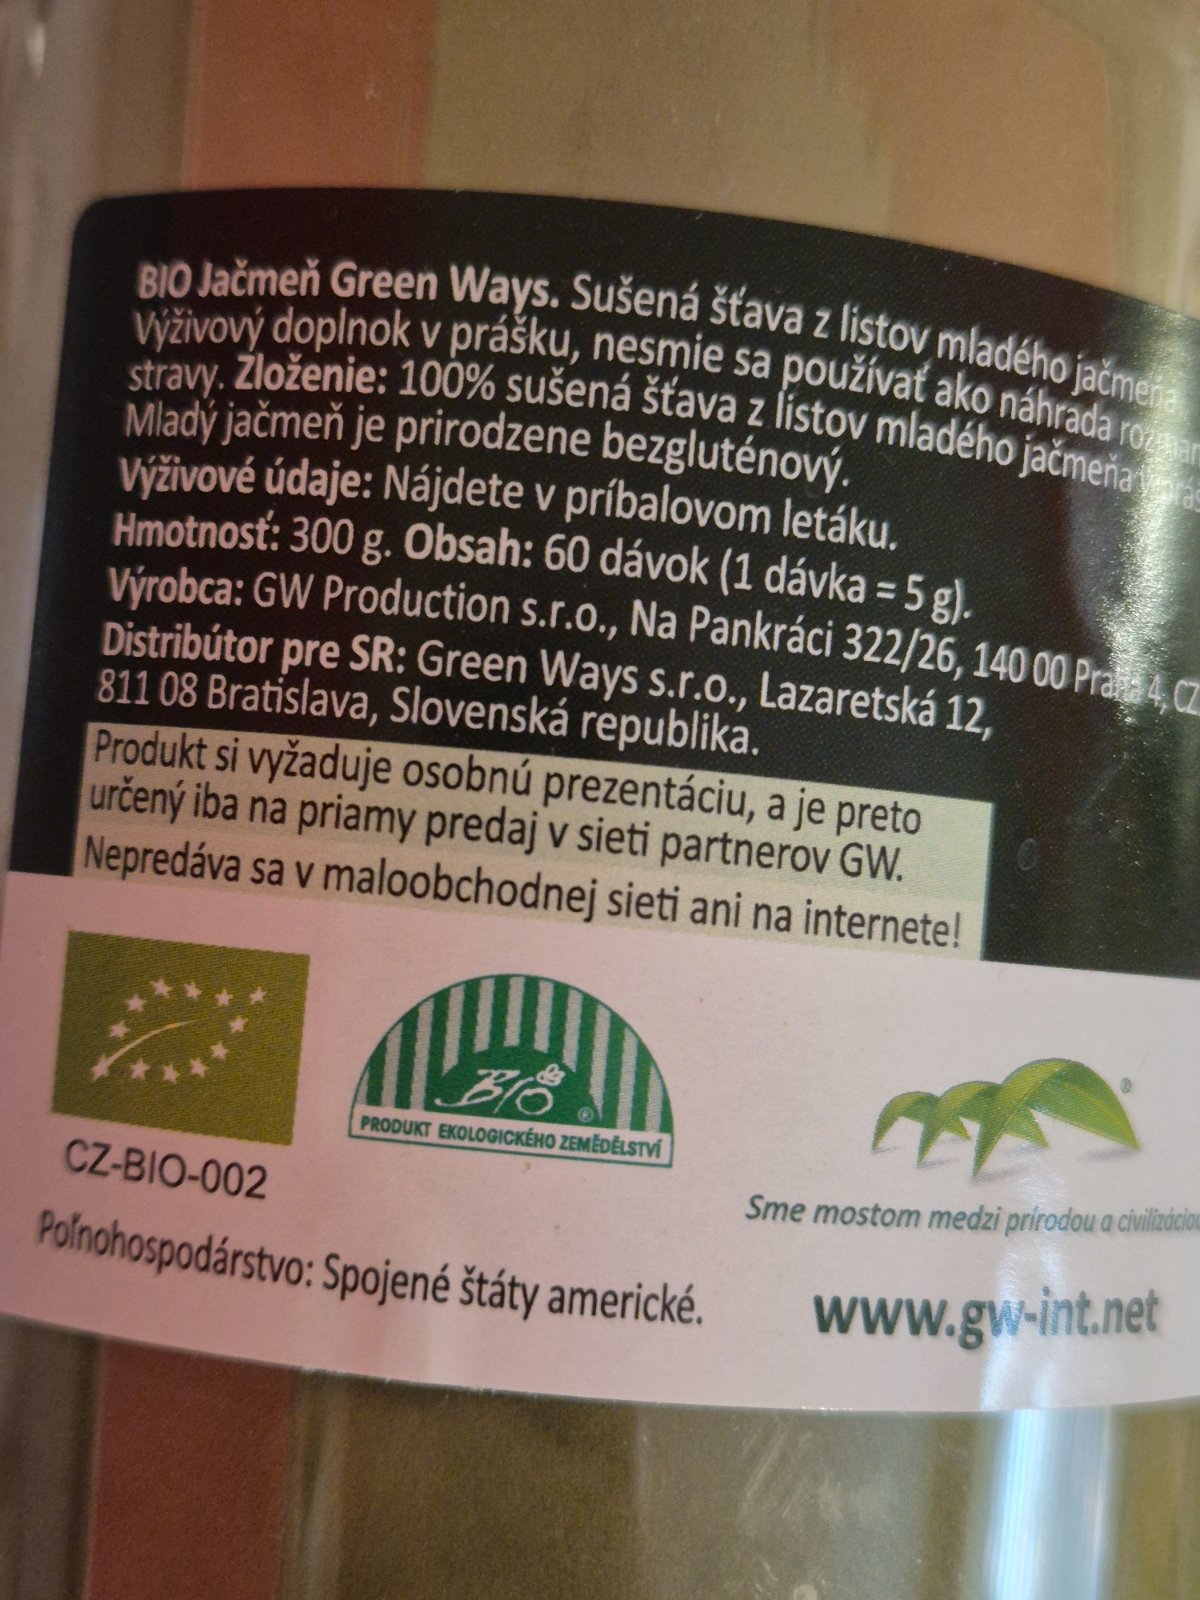 BIO Jačmeň Green Ways. Sušená šťava z listov mladého jačmeňa
Výživový doplnok v prášku, nesmie sa používať ako náhrada
stravy. Zloženie: 100% sušená šťava z listov mladého jačmeňa
Mladý jačmeň je prirodzene bezgluténový.
Výživové údaje: Nájdete v príbalovom letáku.
Hmotnosť: 300 g. Obsah: 60 dávok (1 dávka = 5 g).
Výrobca: GW Production s.r.o., Na Pankráci 322/26, 140 00 Praha 4, CZ
Distribútor pre SR: Green Ways s.r.o., Lazaretská 12,
811 08 Bratislava, Slovenská republika.
Produkt si vyžaduje osobnú prezentáciu, a je preto
určený iba na priamy predaj v sieti partnerov GW.
Nepredáva sa v maloobchodnej sieti ani na internete!
BIO ®
PRODUKT EKOLOGICKÉHO ZEMĚDĚLSTVÍ
®
CZ-BIO-002
Sme mostom medzi prírodou a civilizáciou
Poľnohospodárstvo: Spojené štáty americké.
www.gw-int.net